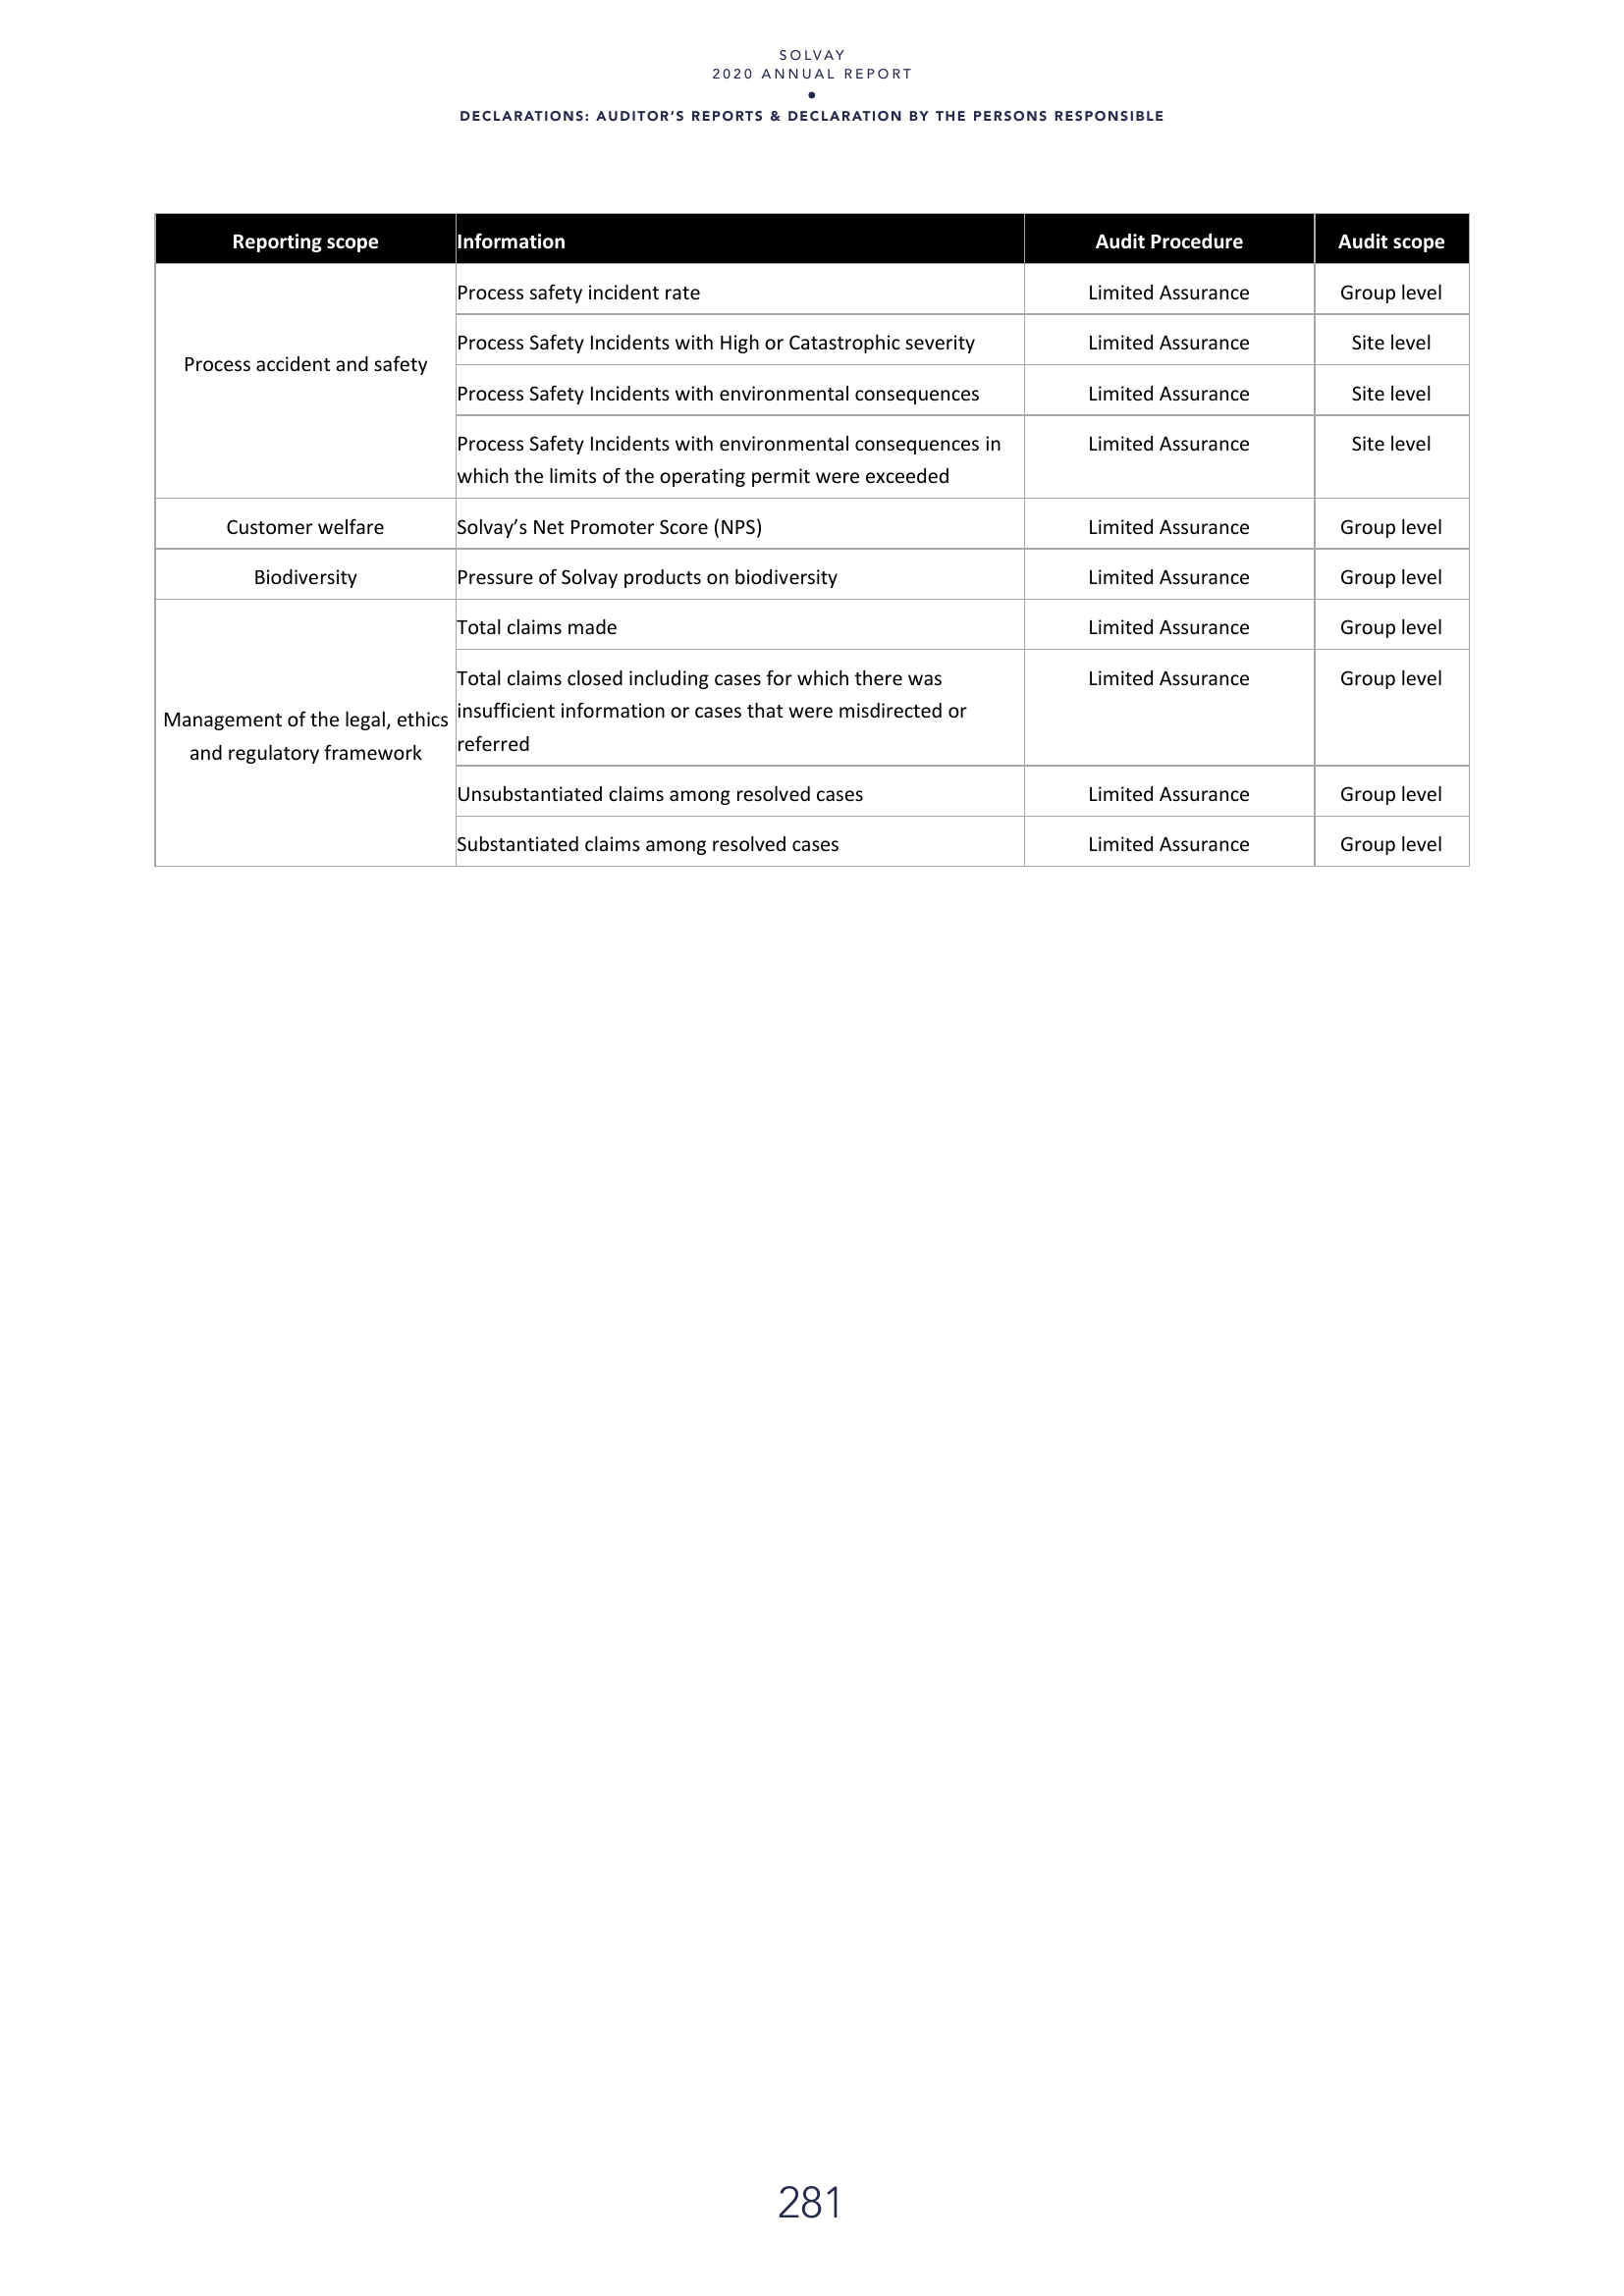 SOLVAY
2020 ANNUAL REPORT
•
DECLARATIONS: AUDITOR’S REPORTS & DECLARATION BY THE PERSONS RESPONSIBLE
Reporting scope Information Audit Procedure Audit scope
Process accident and safety
Process safety incident rate Limited Assurance Group level
Process Safety Incidents with High or Catastrophic severity Limited Assurance Site level
Process Safety Incidents with environmental consequences Limited Assurance Site level
Process Safety Incidents with environmental consequences in Limited Assurance Site level
which the limits of the operating permit were exceeded
Customer welfare Solvay’s Net Promoter Score (NPS) Limited Assurance Group level
Biodiversity Pressure of Solvay products on biodiversity Limited Assurance Group level
Management of the legal, ethics
and regulatory framework
Total claims made Limited Assurance Group level
Total claims closed including cases for which there was Limited Assurance Group level
insufficient information or cases that were misdirected or
referred
Unsubstantiated claims among resolved cases Limited Assurance Group level
Substantiated claims among resolved cases Limited Assurance Group level
281